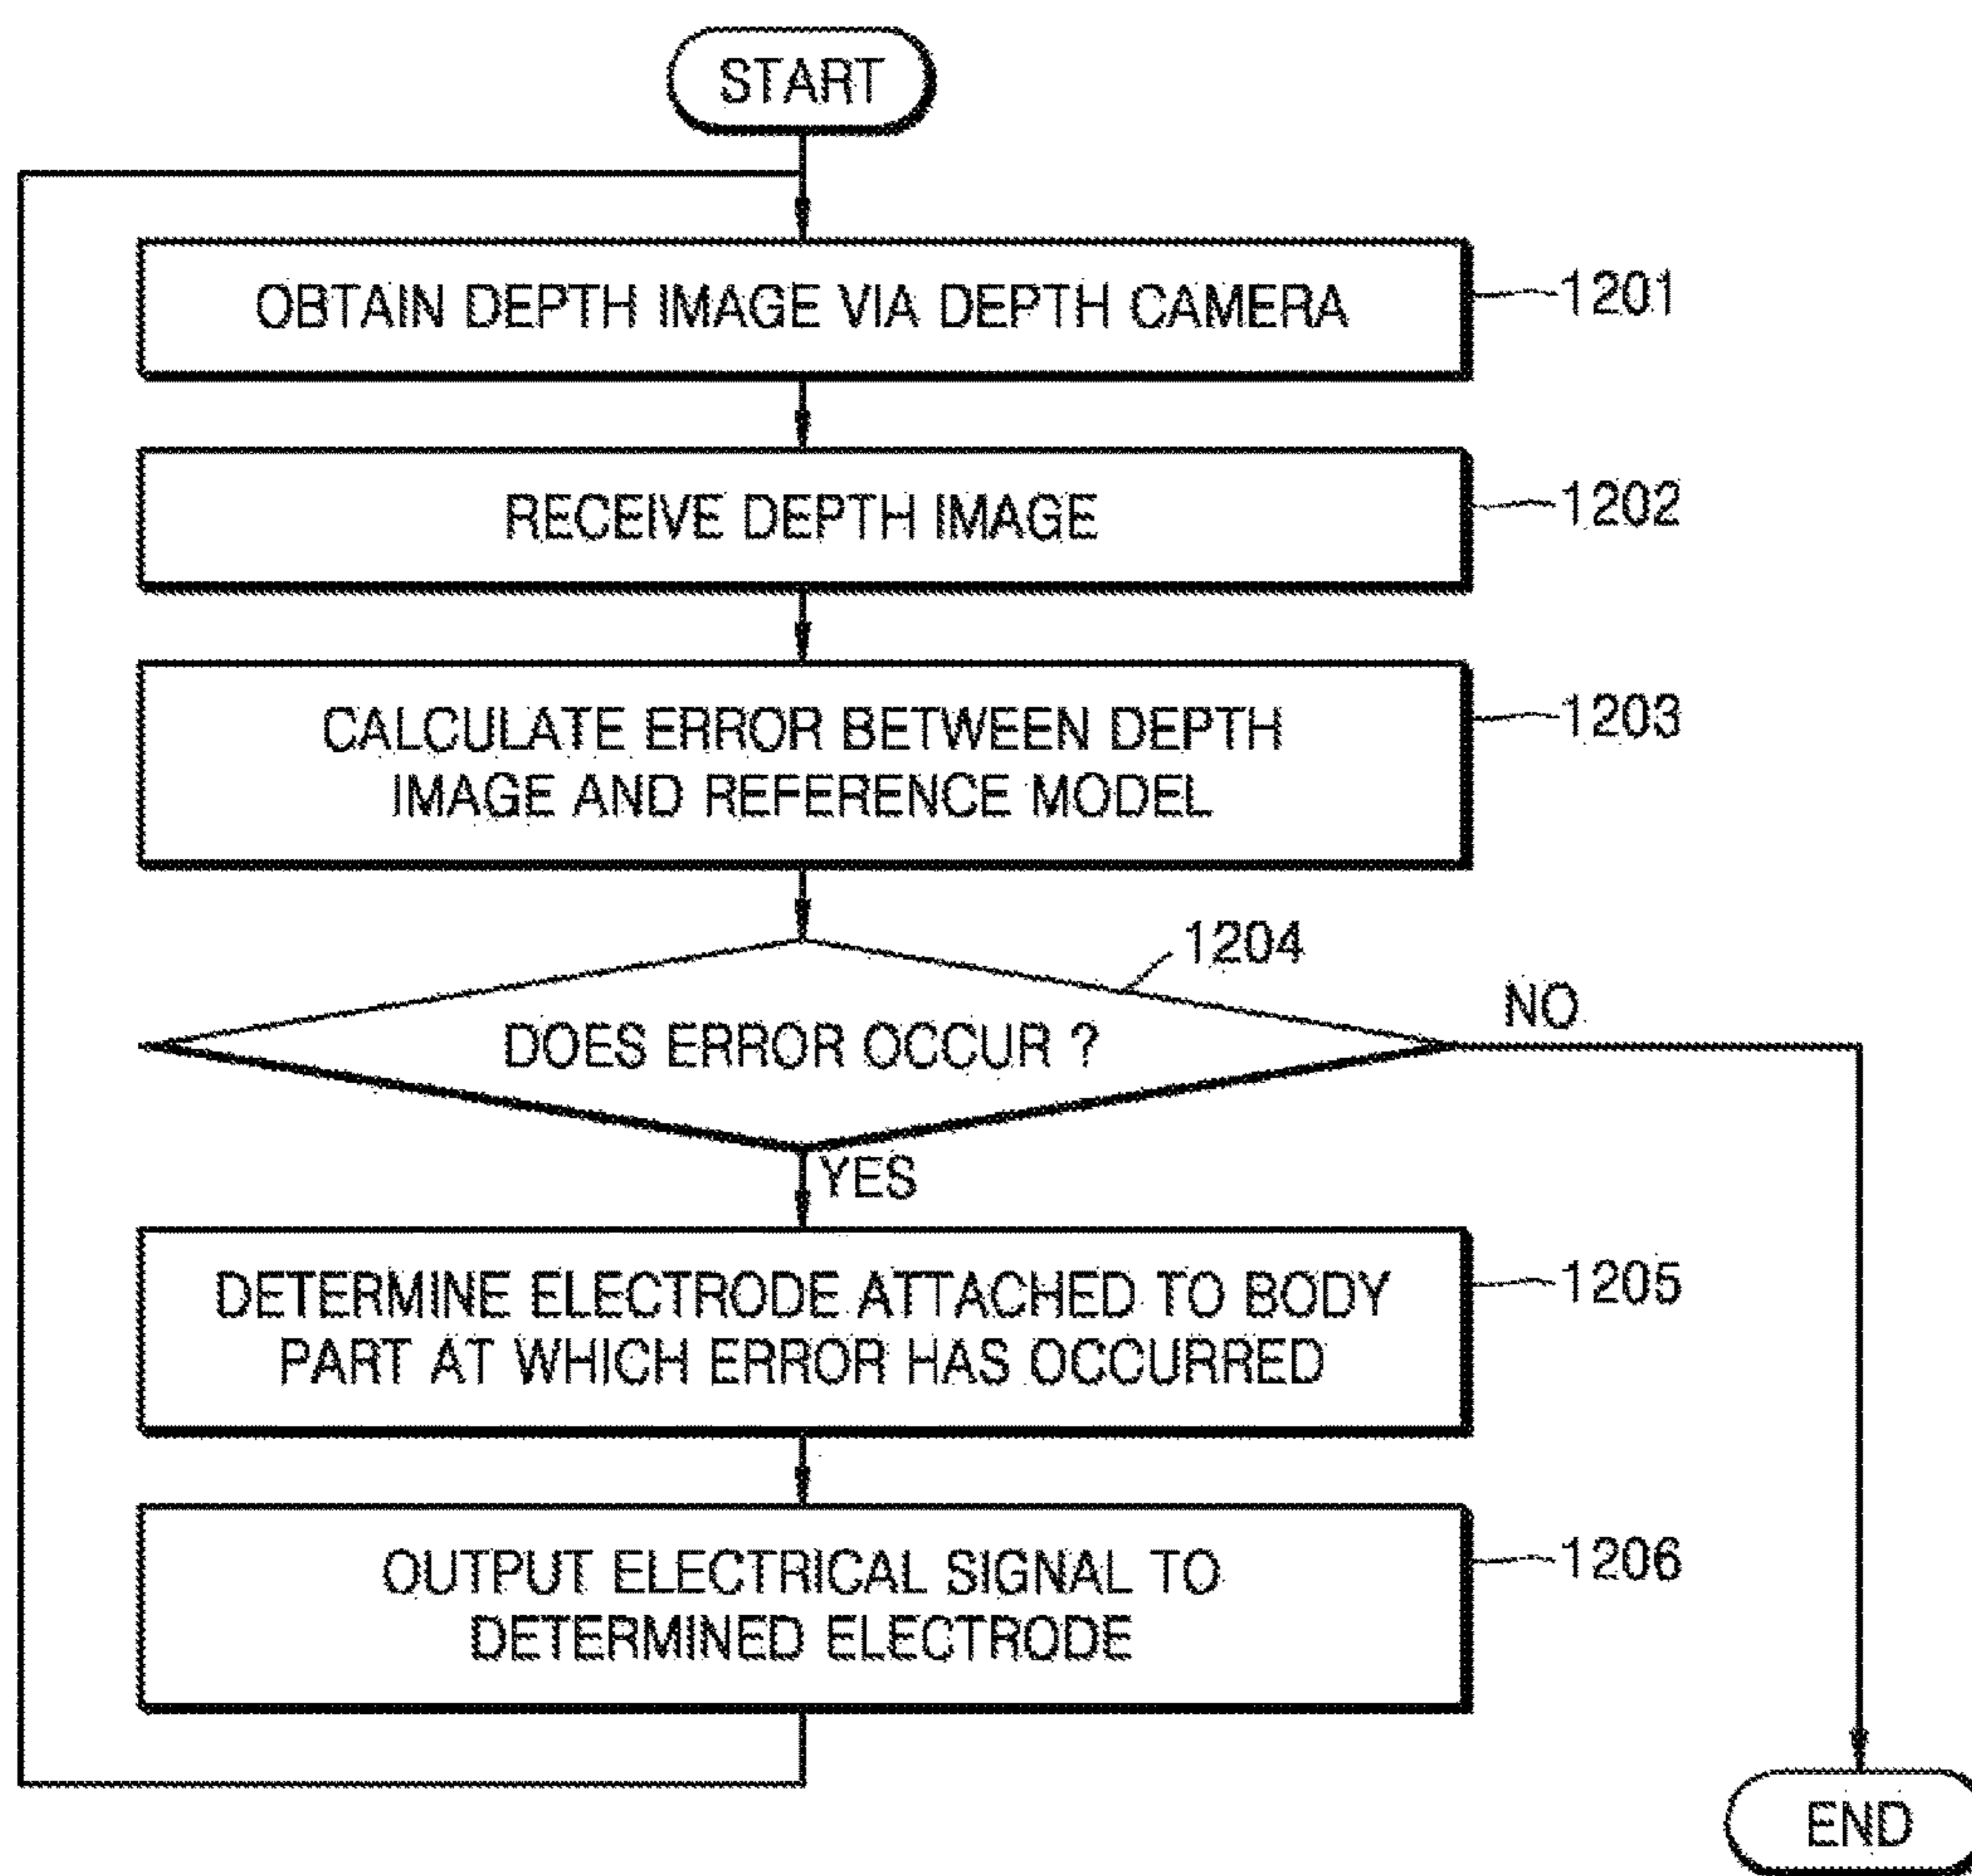 START
OBTAIN DEPTH IMAGE VIA DEPTH CAMERA
1201
RECEIVE DEPTH IMAGE
1202
CALCULATE ERROR BETWEEN DEPTH
IMAGE AND REFERENCE MODEL
1203
1204
DOES ERROR OCCUR ?
NO
YES
DETERMINE ELECTRODE ATTACHED TO BODY
PART AT WHICH ERROR HAS OCCURRED
1205
OUTPUT ELECTRICAL SIGNAL TO
DETERMINED ELECTRODE
1206
END